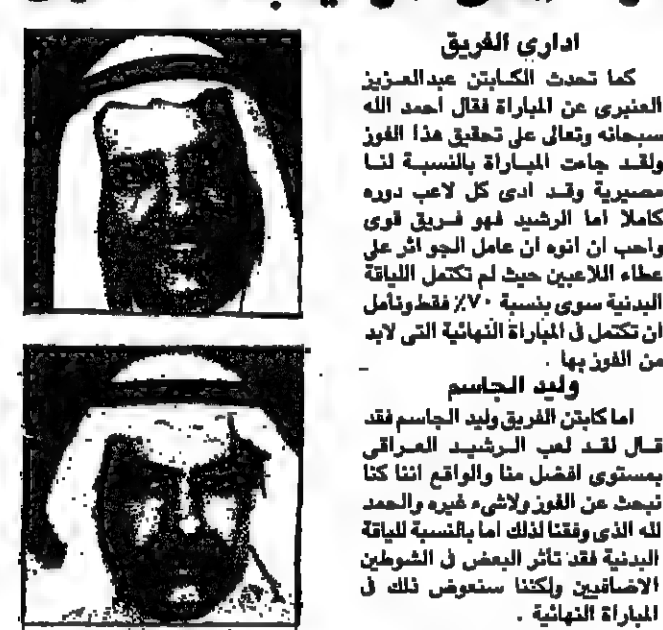 اداري الفريق
كما تحدث الكابتن عبدالعزيز
العنبرى عن المباراة فقال احمد الله
سبحانه وتعالى على تحقيق هذا الفوز
ولقد جاءت المباراة بالنسبة لنا
مصيرية وقد ادى كل لاعب دوره
كاملا اما الرشيد فهو فريق قوى
واحب ان انوه ان عامل الجو اثر على
عطاء اللاعبين حيث لم تكتمل اللياقة
البدنية سوى بنسبة ٧٠٪ فقط ونأمل
ان تكتمل في المباراة النهائية التى لابد
من الفوز بها .
وليد الجاسم
اما كابتن الفريق وليد الجاسم فقد
قال لقد لعب الرشيد العراقى
بمستوى افضل منا والواقع اننا كنا
نبحث عن الفوز ولاشىء غيره والحمد
لله الذى وفقنا لذلك اما بالنسبة للياقة
البدنية فقد تأثر البعض في الشوطين
الاضافيين ولكننا سنعوض ذلك في
المباراة النهائية .